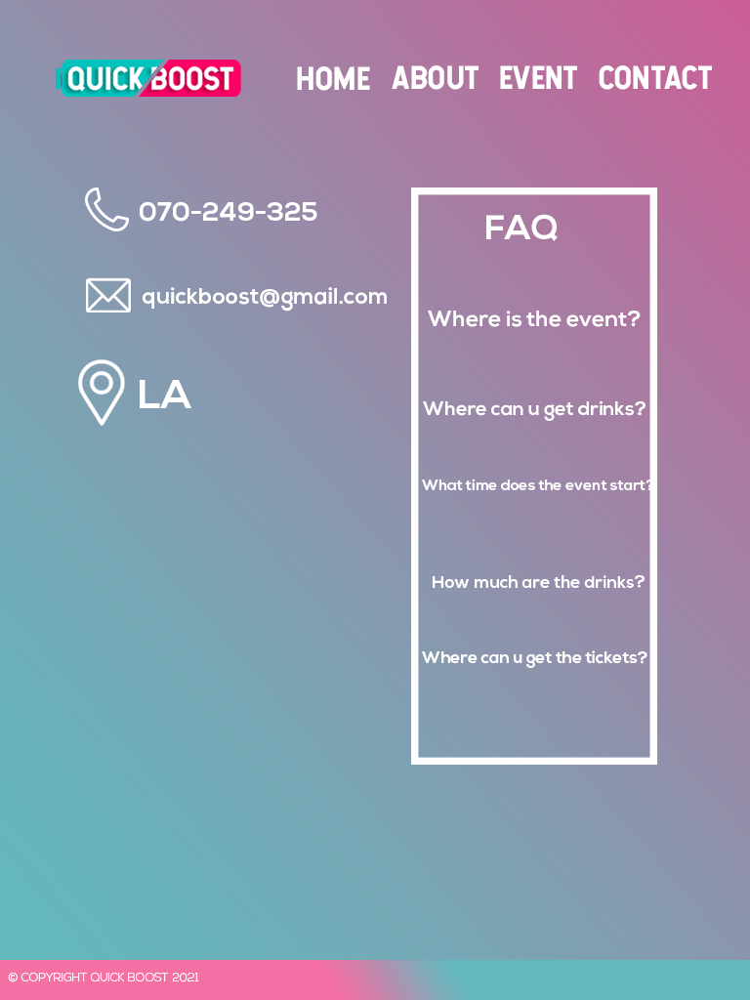 QUICK BOOST
HOME ABOUT EVENT CONTACT
070-249-325
quickboost@gmail.com
LA
FAQ
Where is the event?
Where can u get drinks?
What time does the event start?
How much are the drinks?
Where can u get the tickets?
© COPYRIGHT QUICK BOOST 2021